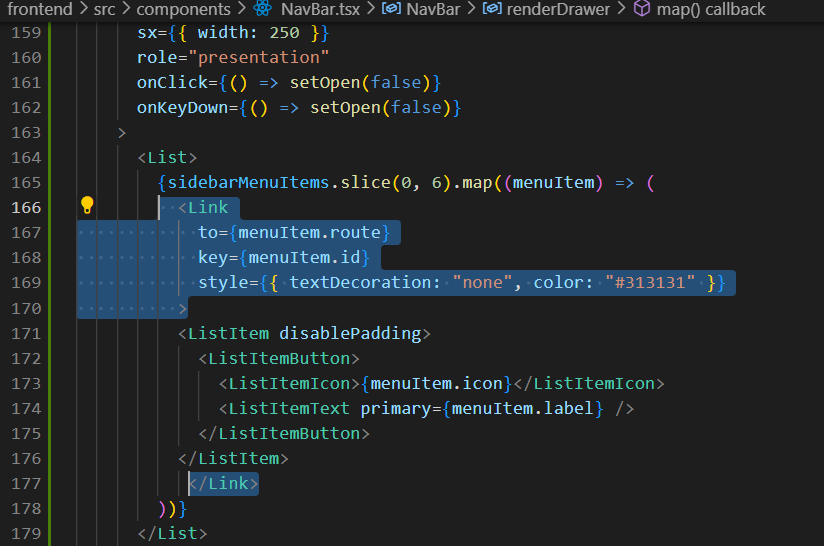 frontend > src > components > NavBar.tsx > NavBar > renderDrawer > map() callback
159 sx={{ width: 250 }}
160 role="presentation"
161 onClick={() => setOpen(false)}
162 onKeyDown={() => setOpen(false)}
163 >
164 <List>
165 {sidebarMenuItems.slice(0, 6).map((menuItem) => (
166 <Link
167 to={menuItem.route}
168 key={menuItem.id}
169 style={{ textDecoration: "none", color: "#313131" }}
170 >
171 <ListItem disablePadding>
172 <ListItemButton>
173 <ListItemIcon>{menuItem.icon}</ListItemIcon>
174 <ListItemText primary={menuItem.label} />
175 </ListItemButton>
176 </ListItem>
177 </Link>
178 ))}
179 </List>